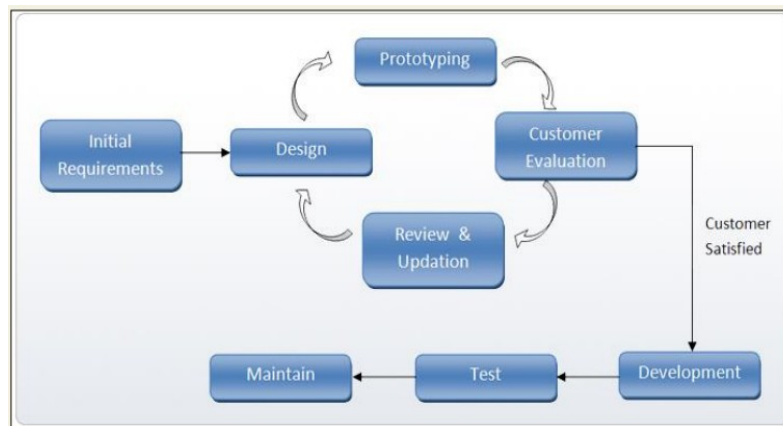 Prototyping
Initial
Requirements
Design
Customer
Evaluation
Review &
Updation
Customer
Satisfied
Maintain
Test
Development